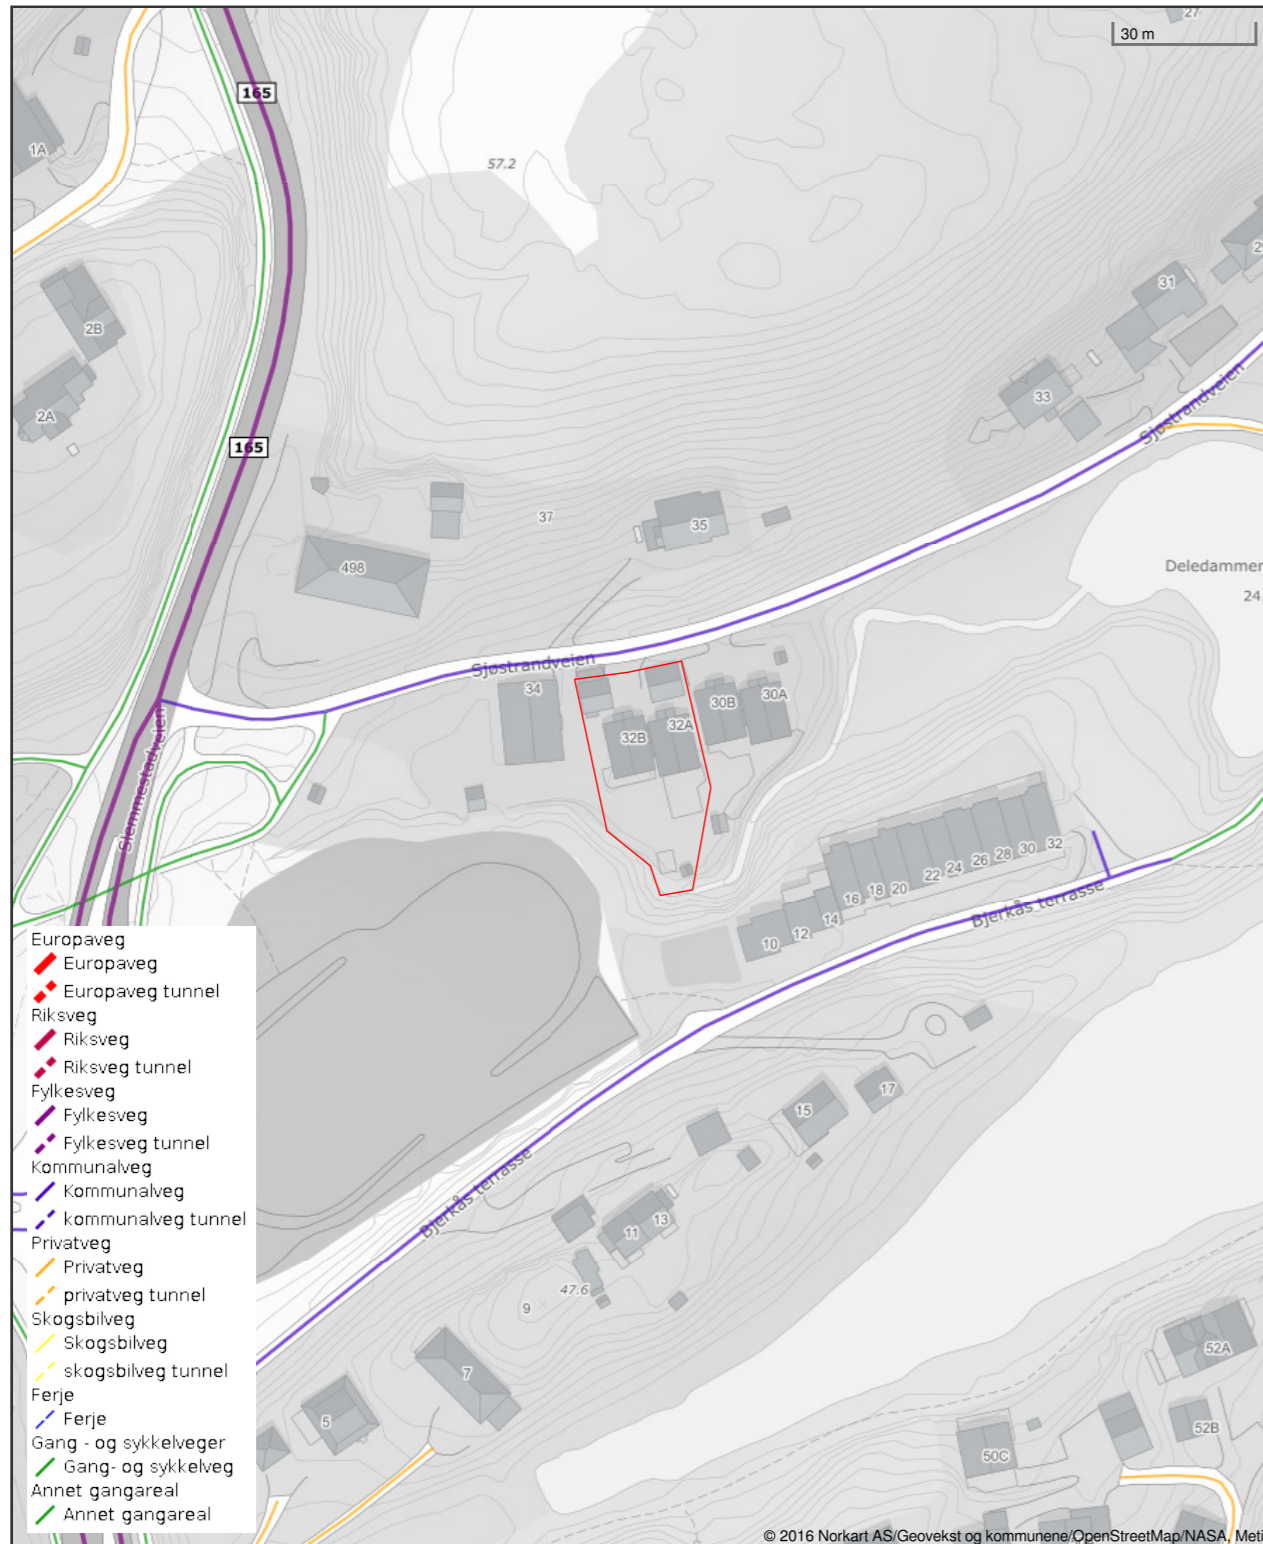 27
30 m
165
1A
57.2
31
2B
33
2A
Sjøstrandveien
165
37
35
498
Deledammer
24.
Sjøstrandveien
34
30B
30A
32A
32B
Slemmestadveien
32
30
28
26
24
22
20
18
16
14
12
10
Bjerkås terrasse
Europaveg
Europaveg
Europaveg tunnel
Riksveg
Riksveg
Riksveg tunnel
Fylkesveg
Fylkesveg
Fylkesveg tunnel
Kommunalveg
Kommunalveg
kommunalveg tunnel
Privatveg
Privatveg
privatveg tunnel
Skogsbilveg
Skogsbilveg
skogsbilveg tunnel
Ferje
Ferje
Gang - og sykkelveger
Gang- og sykkelveg
Annet gangareal
Annet gangareal
17
15
Bjerkås terrasse
13
11
47.6
9
7
5
52A
52B
50C
© 2016 Norkart AS/Geovekst og kommunene/OpenStreetMap/NASA, Meti